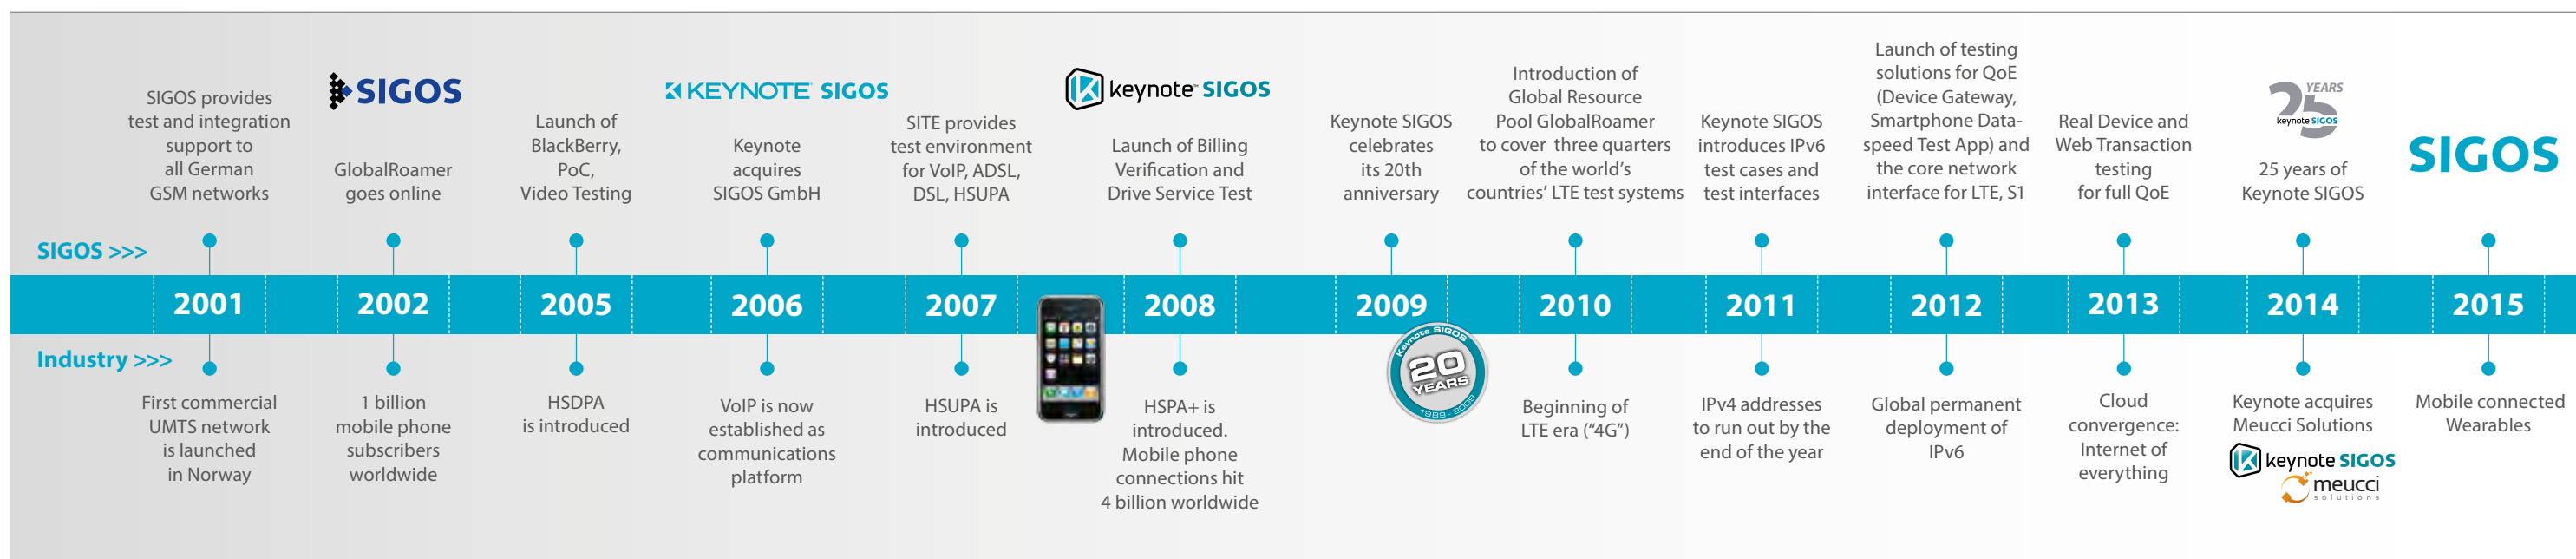 SIGOS provides
test and integration
support to
all German
GSM networks
SIGOS
GlobalRoamer
goes online
Launch of
BlackBerry,
PoC,
Video Testing
KEYNOTE SIGOS
Keynote
acquires
SIGOS GmbH
SITE provides
test environment
for VoIP, ADSL,
DSL, HSUPA
keynote™ SIGOS
Launch of Billing
Verification and
Drive Service Test
Keynote SIGOS
celebrates
its 20th
anniversary
Introduction of
Global Resource
Pool GlobalRoamer
to cover three quarters
of the world's
countries' LTE test systems
Keynote SIGOS
introduces IPv6
test cases and
test interfaces
Launch of testing
solutions for QoE
(Device Gateway,
Smartphone Data-
speed Test App) and
the core network
interface for LTE, S1
Real Device and
Web Transaction
testing
for full QoE
25 YEARS
keynote SIGOS
25 years of
Keynote SIGOS
SIGOS
SIGOS >>>
2001
2002
2005
2006
2007
2008
2009
2010
2011
2012
2013
2014
2015
Industry >>>
First commercial
UMTS network
is launched
in Norway
1 billion
mobile phone
subscribers
worldwide
HSDPA
is introduced
VoIP is now
established as
communications
platform
HSUPA is
introduced
HSPA+ is
introduced.
Mobile phone
connections hit
4 billion worldwide
Keynote SIGOS
20
YEARS
1989 - 2009
Beginning of
LTE era (“4G”)
IPv4 addresses
to run out by the
end of the year
Global permanent
deployment of
IPv6
Cloud
convergence:
Internet of
everything
Keynote acquires
Meucci Solutions
keynote SIGOS
meucci
solutions
Mobile connected
Wearables